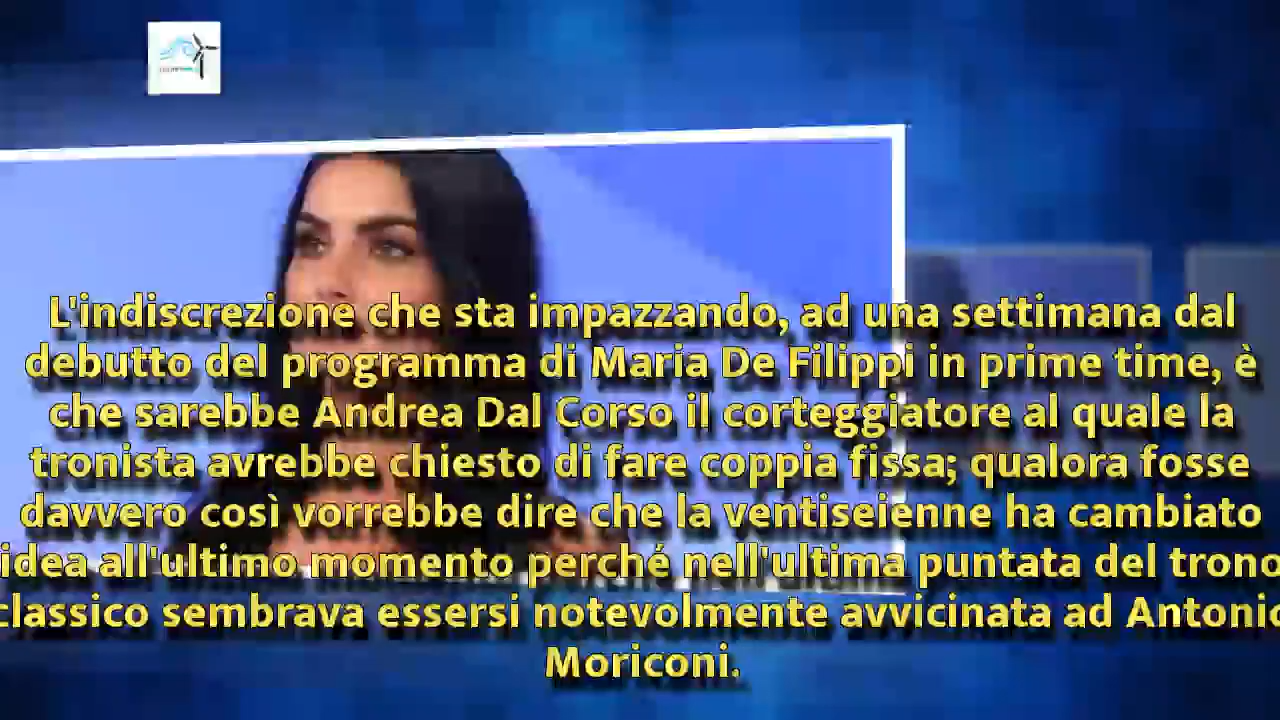 L'indiscrezione che sta impazzando, ad una settimana dal
debutto del programma di Maria De Filippi in prime time, è
che sarebbe Andrea Dal Corso il corteggiatore al quale la
tronista avrebbe chiesto di fare coppia fissa; qualora fosse
davvero così vorrebbe dire che la ventiseienne ha cambiato
idea all'ultimo momento perché nell'ultima puntata del trono
classico sembrava essersi notevolmente avvicinata ad Antonio
Moriconi.